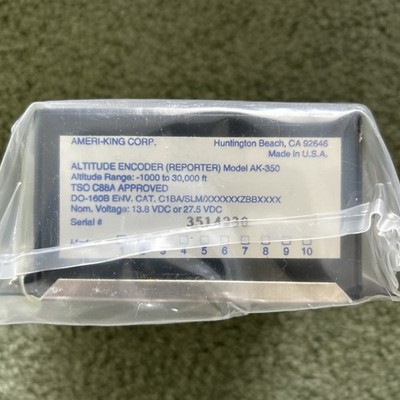 AMERI-KING CORP. Huntington Beach, CA 92646
Made in U.S.A.
ALTITUDE ENCODER (REPORTER) Model AK-350
Altitude Range: -1000 to 30,000 ft
TSO C88A APPROVED
DO-160B ENV. CAT. C1BA/SLM/XXXXXXZBBXXXX
Nom. Voltage: 13.8 VDC or 27.5 VDC
Serial #
4 5 6 7 8 9 10